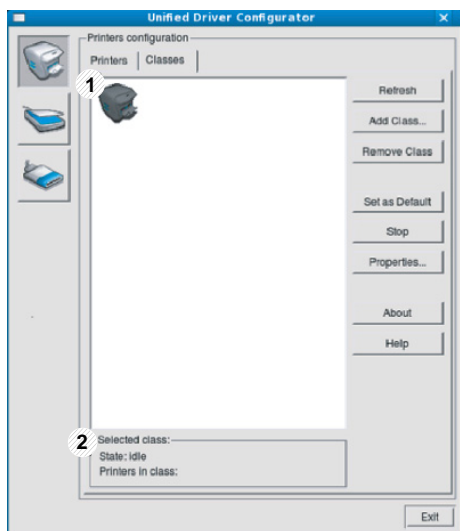 Unified Driver Configurator
Printers configuration
Printers
Classes
1
Refresh
Add Class...
Remove Class
Set as Default
Stop
Properties...
About
Help
2
Selected class:
State: idle
Printers in class:
Exit